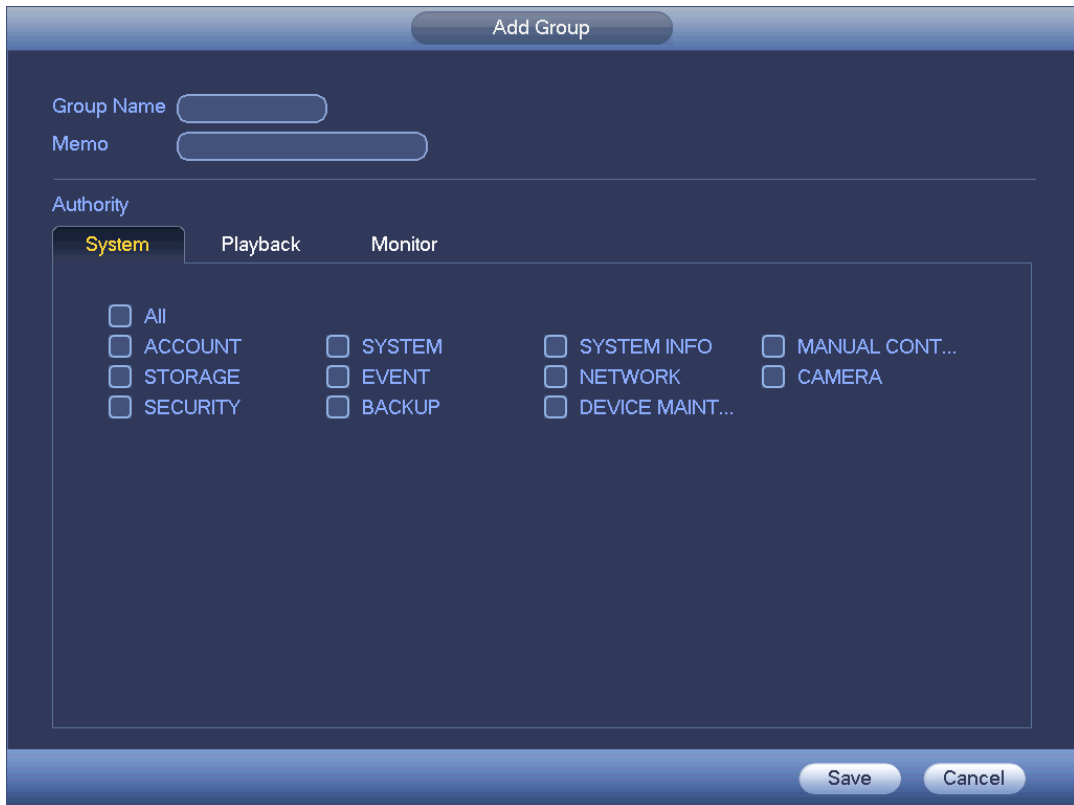 Add Group
Group Name
Memo
Authority
System Playback Monitor
All
ACCOUNT SYSTEM SYSTEM INFO MANUAL CONT...
STORAGE EVENT NETWORK CAMERA
SECURITY BACKUP DEVICE MAINT...
Save Cancel